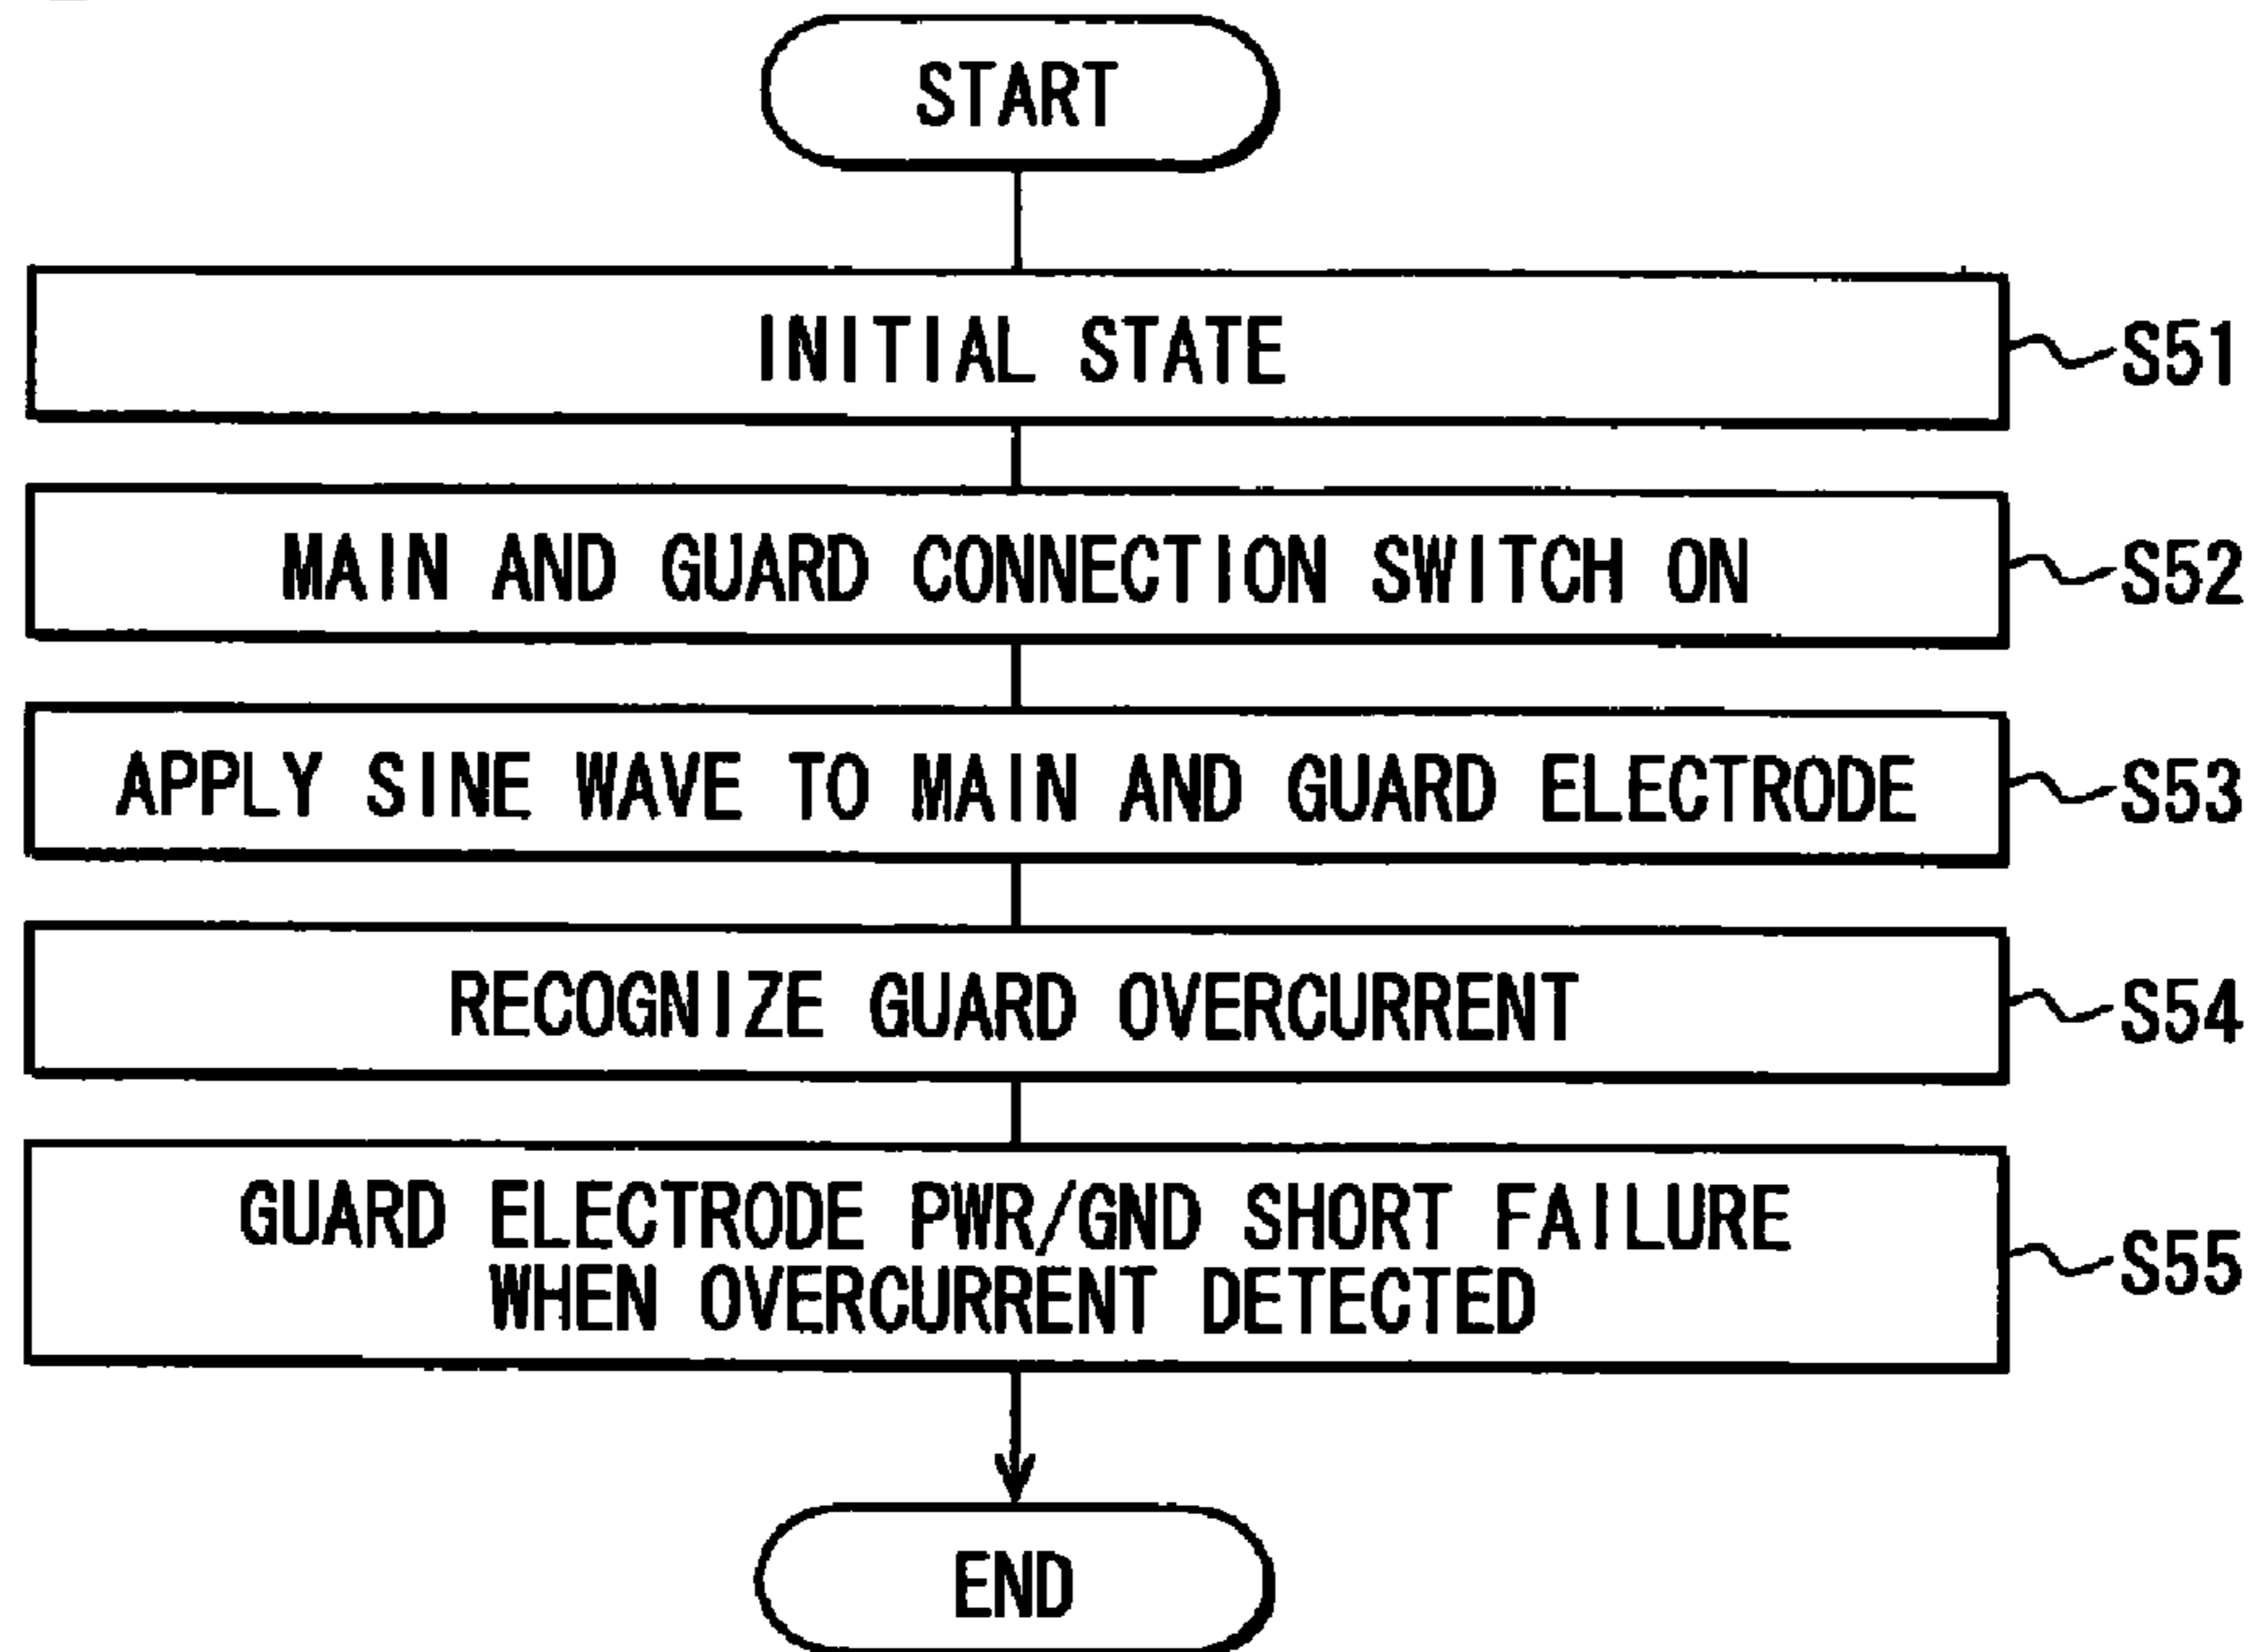 START
INITIAL STATE
S51
MAIN AND GUARD CONNECTION SWITCH ON
S52
APPLY SINE WAVE TO MAIN AND GUARD ELECTRODE
S53
RECOGNIZE GUARD OVERCURRENT
S54
GUARD ELECTRODE PWR/GND SHORT FAILURE
WHEN OVERCURRENT DETECTED
S55
END